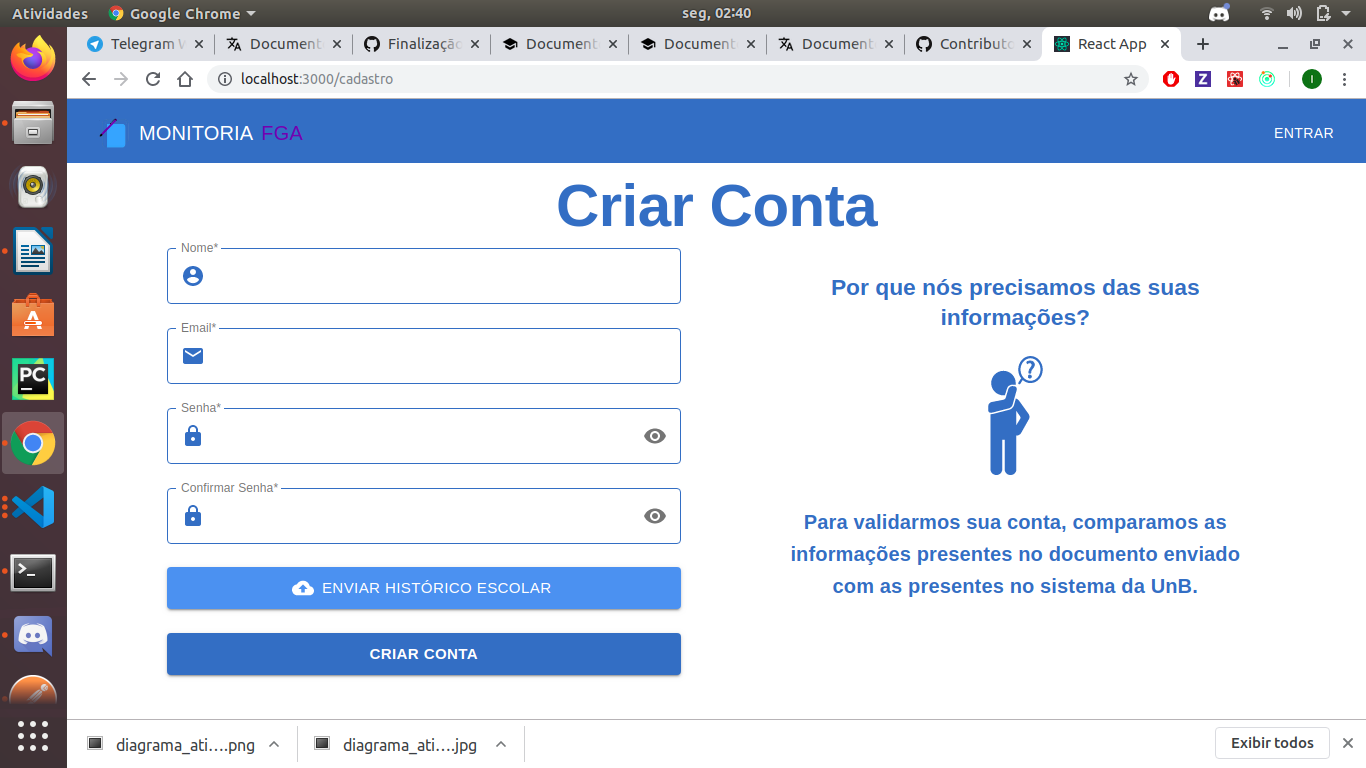 Atividades
Google Chrome
seg, 02:40
Telegram W
Document
Finalização
Document
Document
Document
Contributo
React App
localhost:3000/cadastro
I
MONITORIA FGA
ENTRAR
Criar Conta
Nome*
Email*
Senha*
Confirmar Senha*
ENVIAR HISTÓRICO ESCOLAR
CRIAR CONTA
Por que nós precisamos das suas
informações?
?
Para validarmos sua conta, comparamos as
informações presentes no documento enviado
com as presentes no sistema da UnB.
PC
diagrama_ati....png
diagrama_ati....jpg
Exibir todos